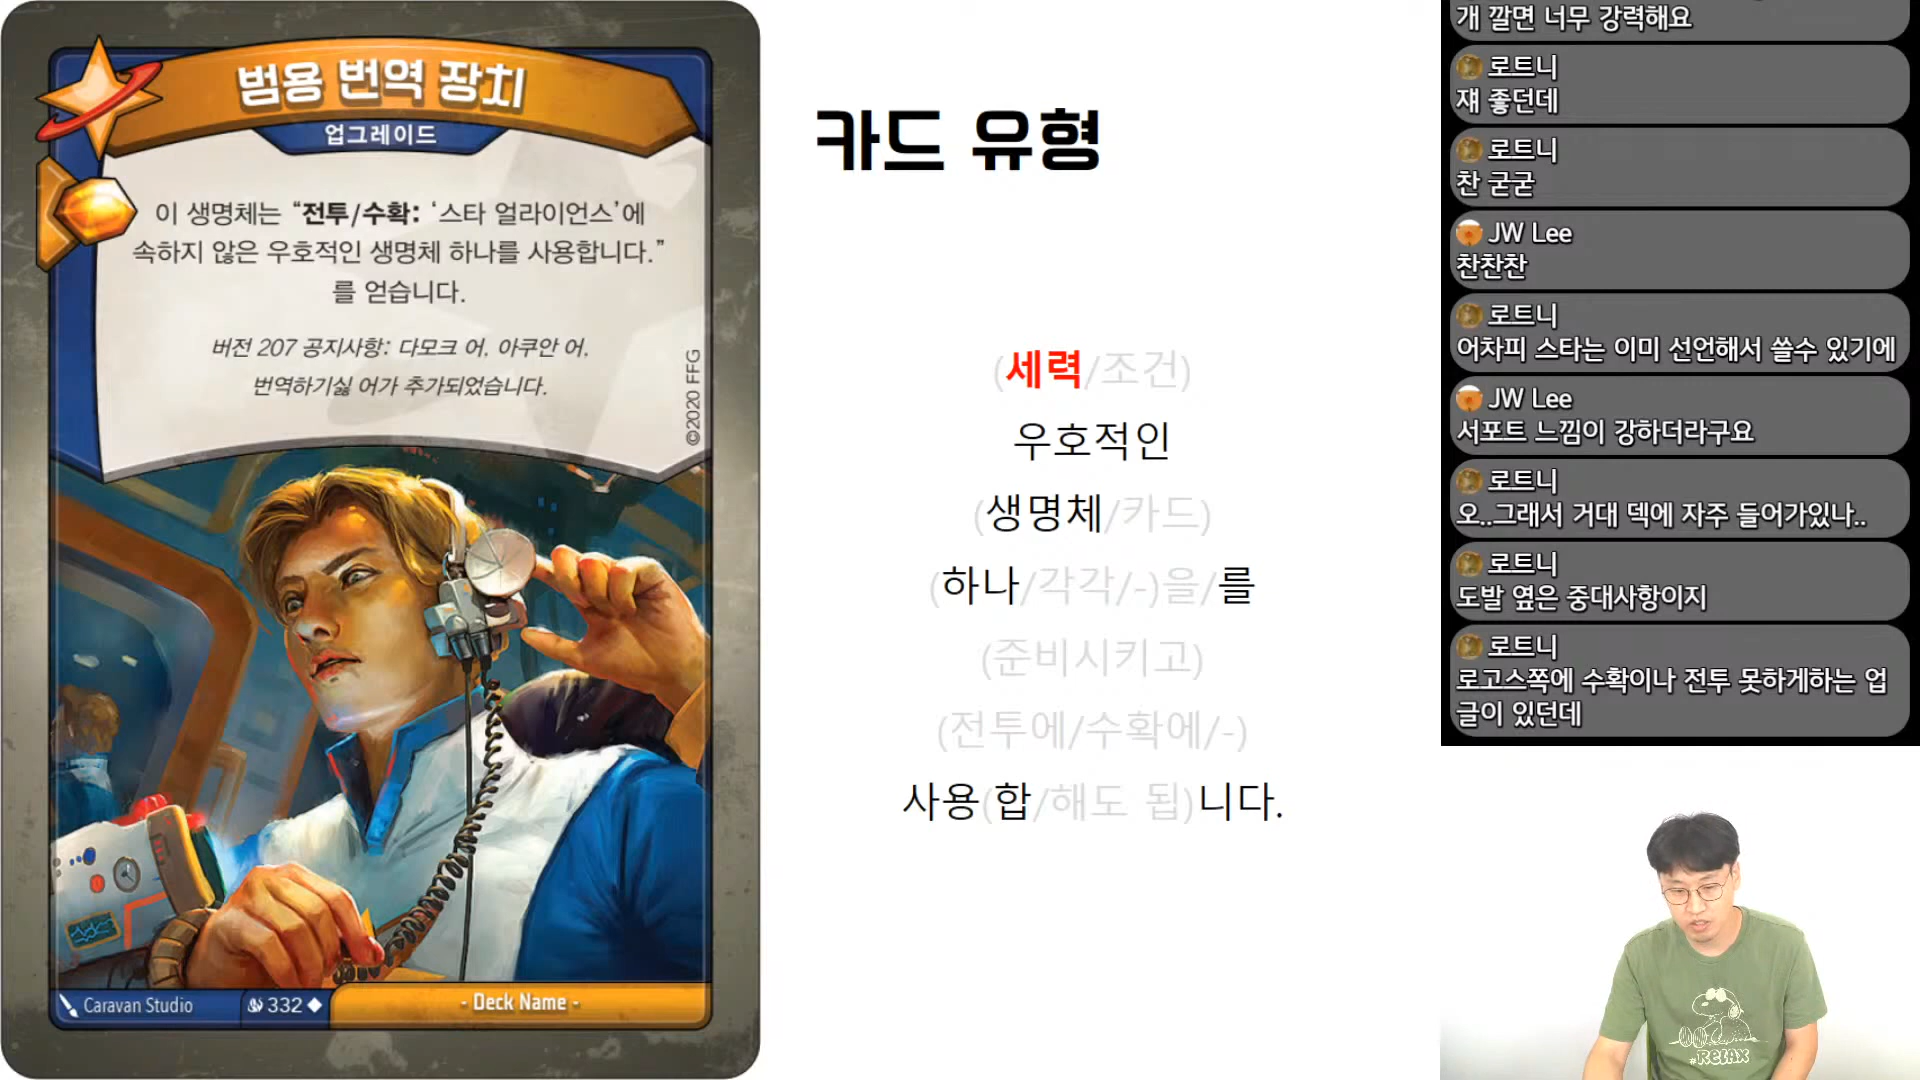 범용 번역 장치
업그레이드
이 생명체는 “전투/수확: ‘스타 얼라이언스’에
속하지 않은 우호적인 생명체 하나를 사용합니다.”
를 얻습니다.
버전 207 공지사항: 다모크 어, 아쿠안 어,
번역하기싫 어가 추가되었습니다.
©2020 FFG
Caravan Studio
332
- Deck Name -
카드 유형
(세력/조건)
우호적인
(생명체/카드)
(하나/각각/-)을/를
(준비시키고)
(전투에/수확에/-)
사용(합/해도 됩)니다.
개 깔면 너무 강력해요
로트니
쟤 좋던데
로트니
찬 굳굳
JW Lee
찬찬찬
로트니
어차피 스타는 이미 선언해서 쓸수 있기에
JW Lee
서포트 느낌이 강하더라구요
로트니
오..그래서 거대 덱에 자주 들어가있나..
로트니
도발 옆은 중대사항이지
로트니
로고스쪽에 수확이나 전투 못하게하는 업
글이 있던데
RELAX